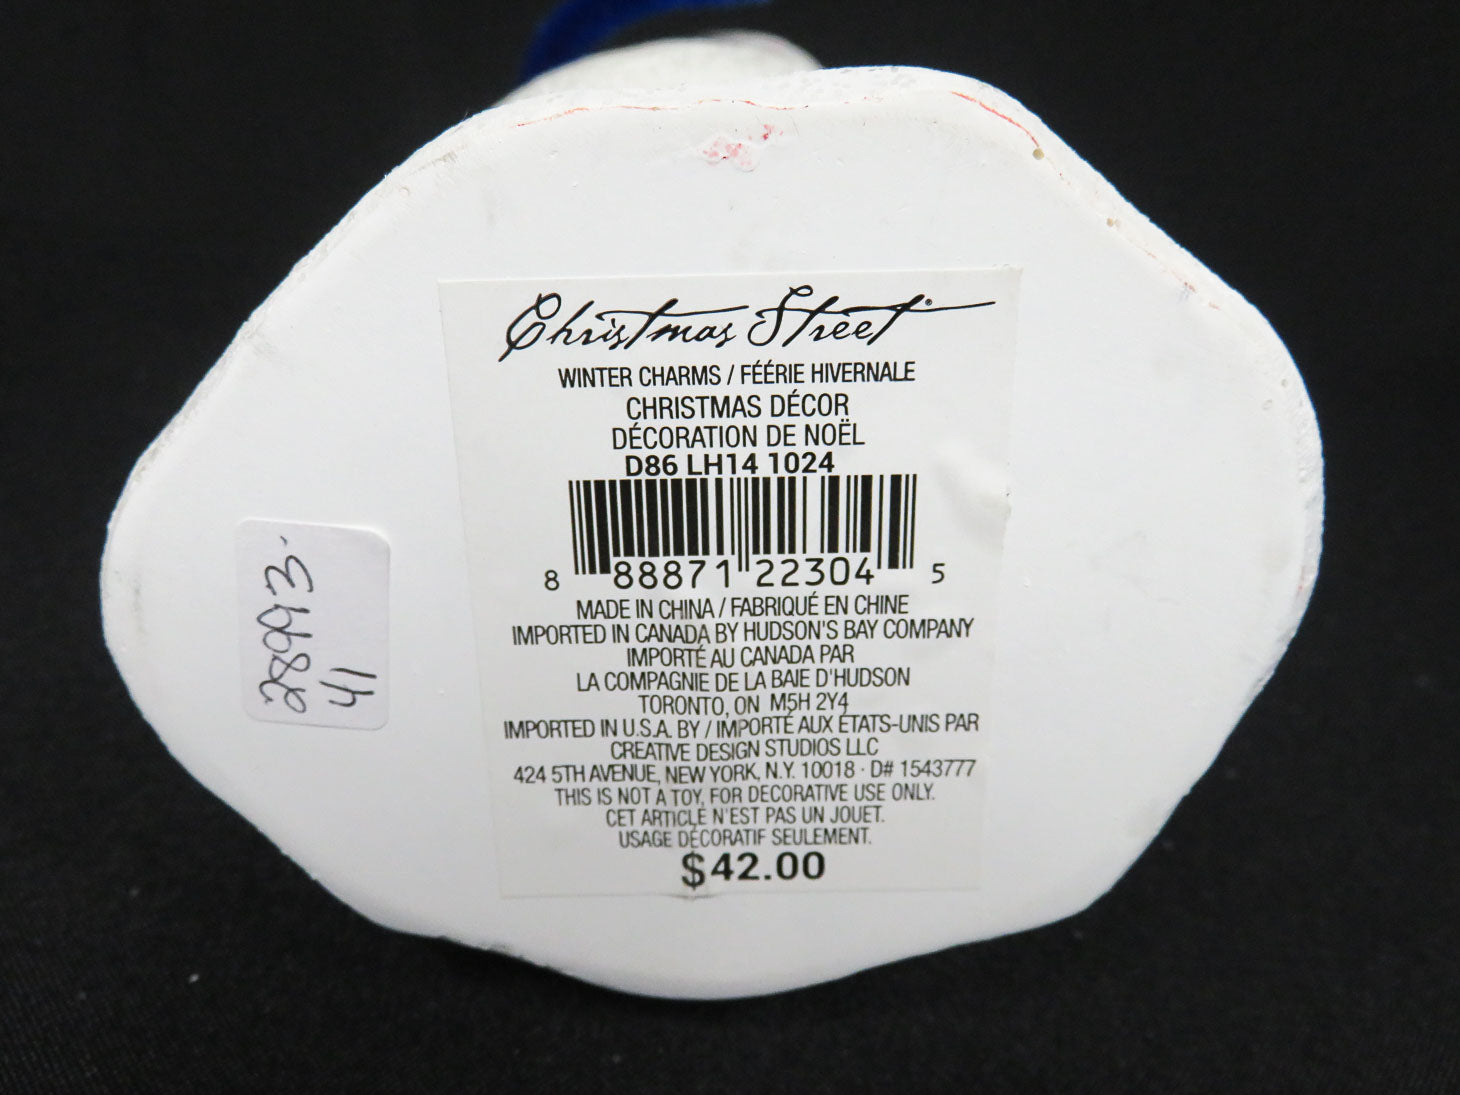 Christmas Street®
WINTER CHARMS / FÉÉRIE HIVERNALE
CHRISTMAS DÉCOR
DÉCORATION DE NOËL
D86 LH14 1024
8 88871 22304 5
MADE IN CHINA / FABRIQUÉ EN CHINE
IMPORTED IN CANADA BY HUDSON'S BAY COMPANY
IMPORTÉ AU CANADA PAR
LA COMPAGNIE DE LA BAIE D'HUDSON
TORONTO, ON M5H 2Y4
IMPORTED IN U.S.A. BY / IMPORTÉ AUX ÉTATS-UNIS PAR
CREATIVE DESIGN STUDIOS LLC
424 5TH AVENUE, NEW YORK, N.Y. 10018 · D# 1543777
THIS IS NOT A TOY, FOR DECORATIVE USE ONLY.
CET ARTICLE N'EST PAS UN JOUET.
USAGE DÉCORATIF SEULEMENT.
$42.00